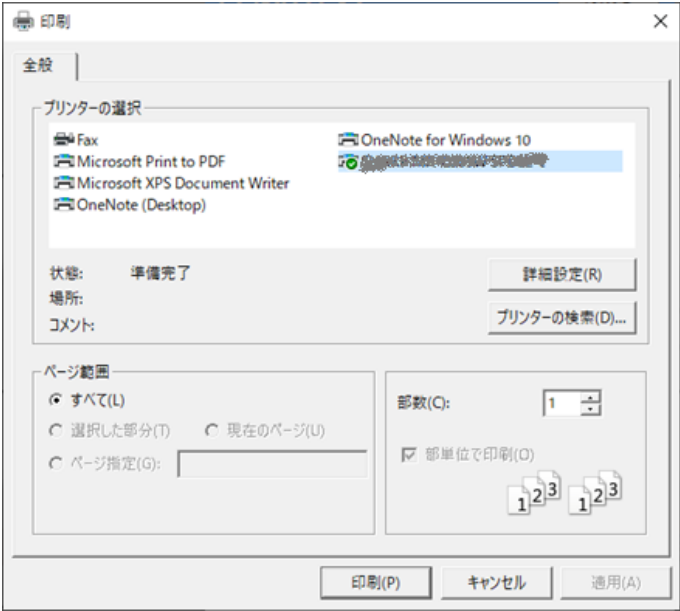 印刷
全般
プリンターの選択
Fax
Microsoft Print to PDF
Microsoft XPS Document Writer
OneNote (Desktop)
OneNote for Windows 10
状態: 準備完了
場所:
コメント:
詳細設定(R)
プリンターの検索(D)...
ページ範囲
すべて(L)
選択した部分(T) 現在のページ(U)
ページ指定(G):
部数(C): 1
部単位で印刷(O)
1 2 3 1 2 3
印刷(P) キャンセル 適用(A)